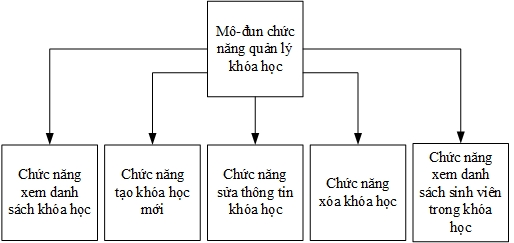 Mô-đun chức
năng quản lý
khóa học
Chức năng
xem danh
sách khóa học
Chức năng
tạo khóa học
mới
Chức năng
sửa thông tin
khóa học
Chức năng
xóa khóa học
Chức năng
xem danh
sách sinh viên
trong khóa
học